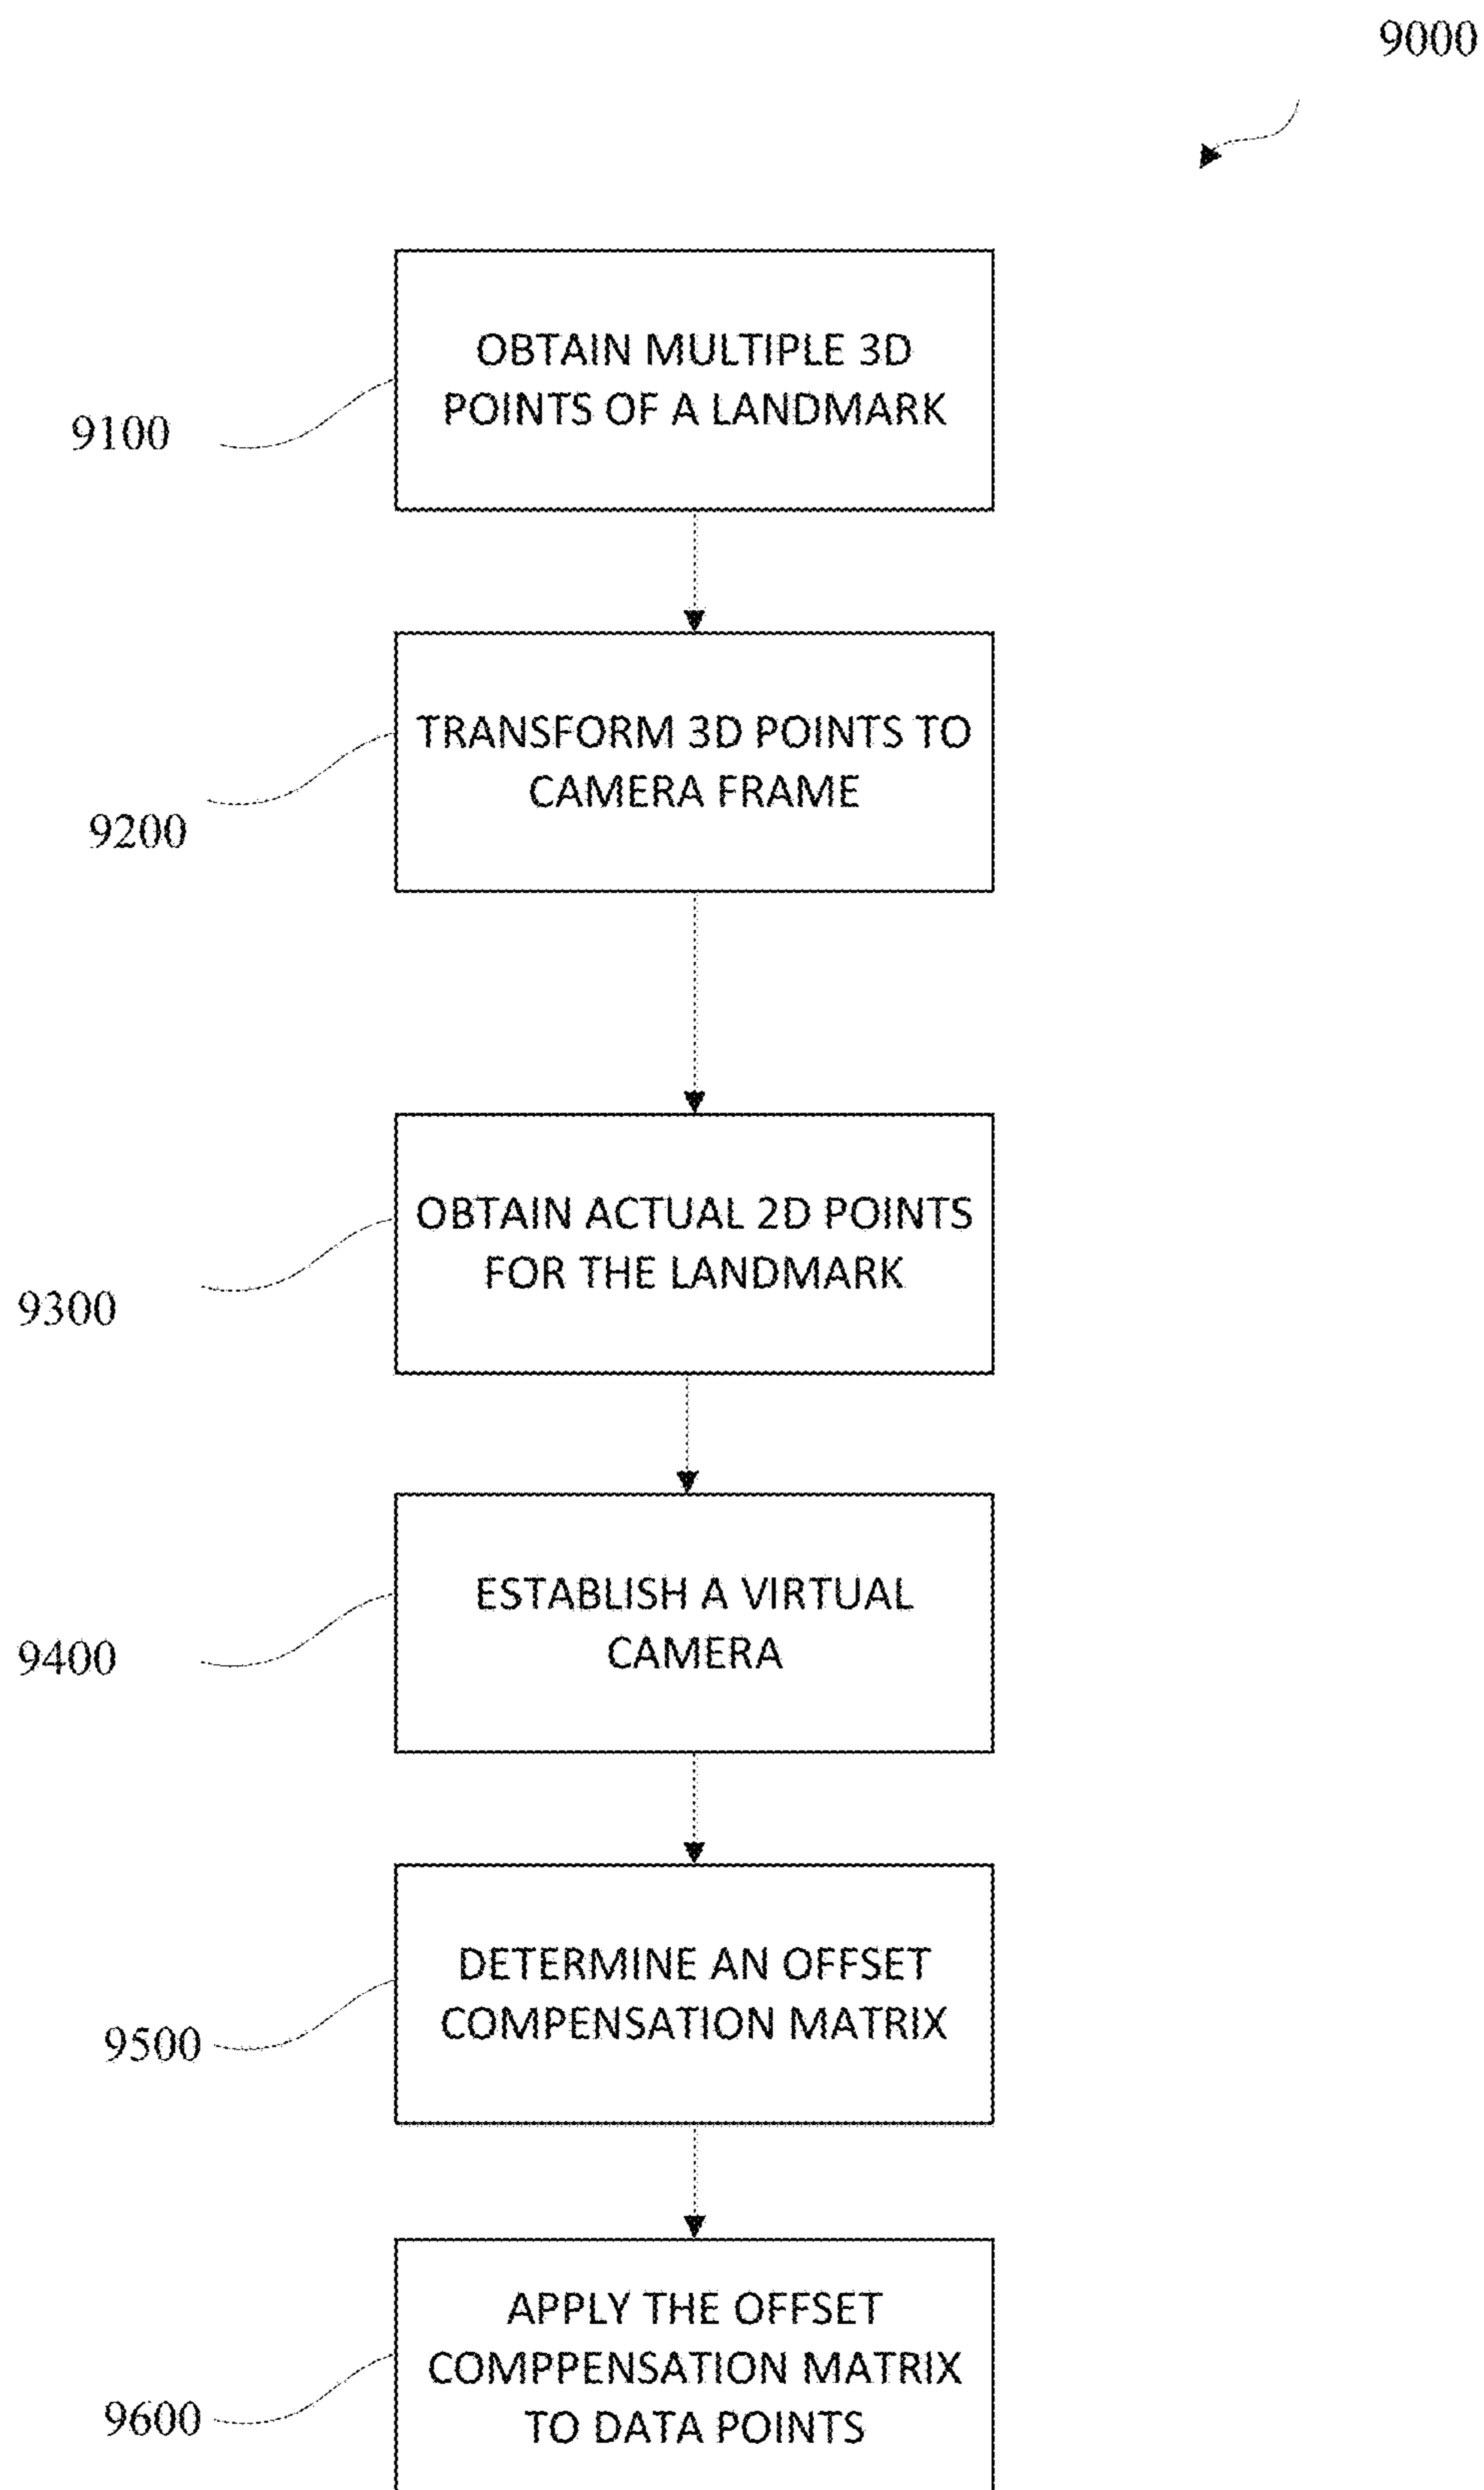 9000
OBTAIN MULTIPLE 3D
POINTS OF A LANDMARK
9100
TRANSFORM 3D POINTS TO
CAMERA FRAME
9200
OBTAIN ACTUAL 2D POINTS
FOR THE LANDMARK
9300
ESTABLISH A VIRTUAL
CAMERA
9400
DETERMINE AN OFFSET
COMPENSATION MATRIX
9500
APPLY THE OFFSET
COMPPENSATION MATRIX
TO DATA POINTS
9600